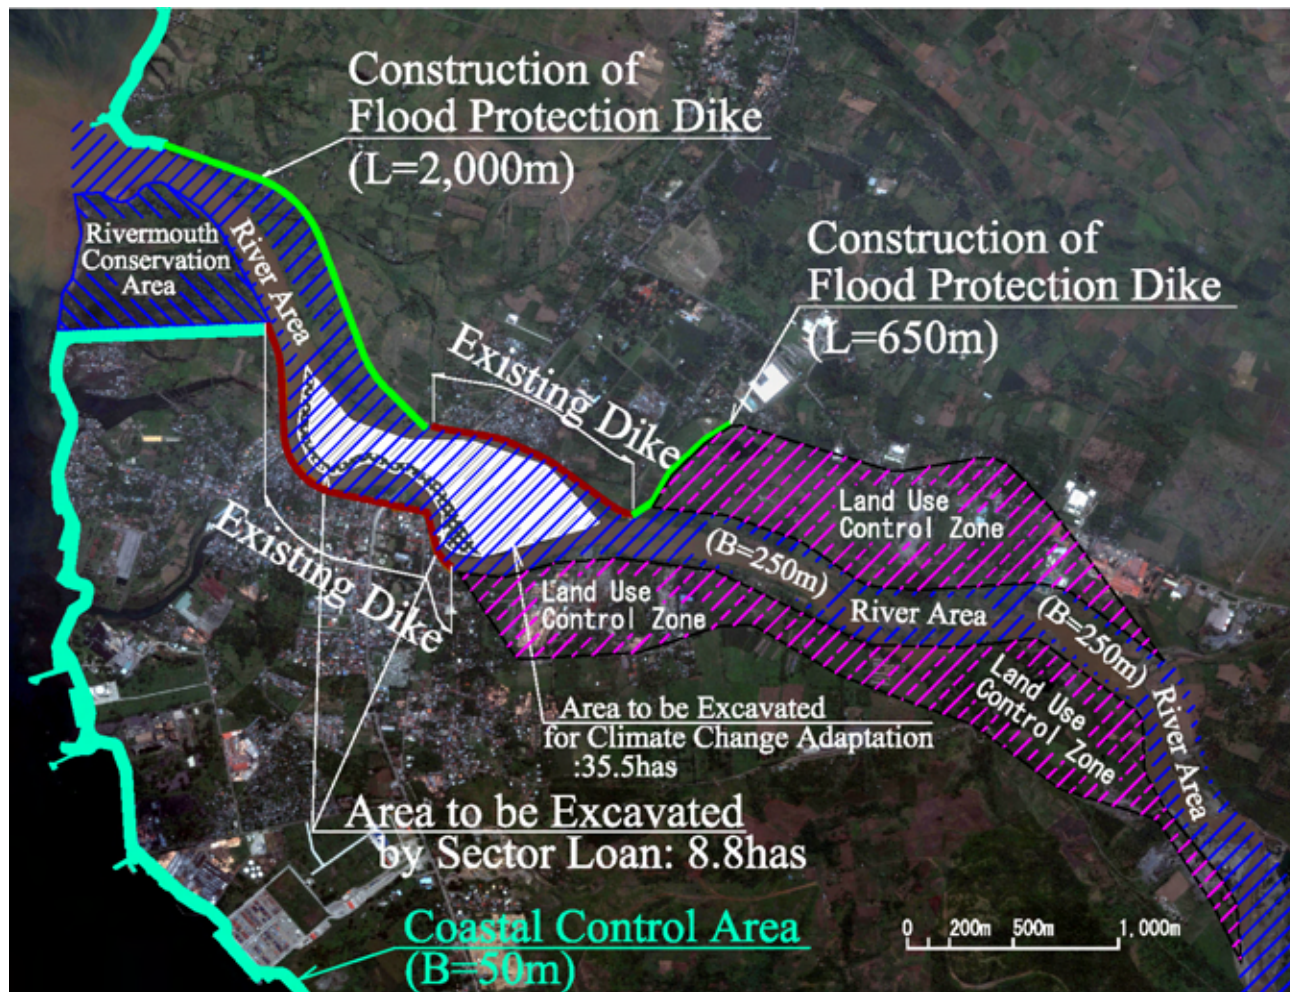 Construction of
Flood Protection Dike
(L=2,000m)
Rivermouth
Conservation
Area
River Area
Construction of
Flood Protection Dike
(L=650m)
Existing Dike
Existing Dike
Land Use
Control Zone
(B=250m)
River Area
(B=250m)
Land Use
Control Zone
Land Use
Control Zone
River Area
Area to be Excavated
for Climate Change Adaptation
:35.5has
Area to be Excavated
by Sector Loan: 8.8has
Coastal Control Area
(B=50m)
0 200m 500m 1,000m